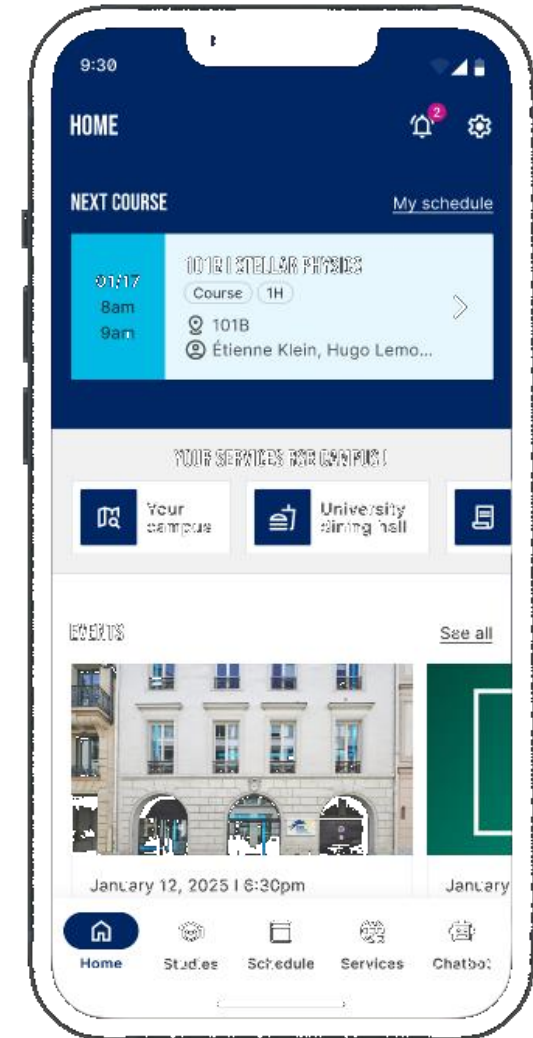 9:30
HOME
2
NEXT COURSE
My schedule
01/17
8am
9am
101B I STELLAR PHYSICS
Course
1H
101B
Étienne Klein, Hugo Lemo...
YOUR SERVICES FOR CAMPUS !
Your
campus
University
dining hall
EVENTS
See all
January 12, 2025 I 6:30pm
January
Home
Studies
Schedule
Services
Chatbot